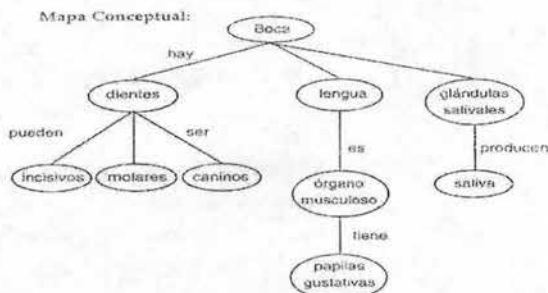 Mapa Conceptual:
Boca
hay
dientes
lengua
glándulas
salivales
pueden
ser
es
producen
incisivos
molares
caninos
órgano
musculoso
saliva
tiene
papilas
gustativas